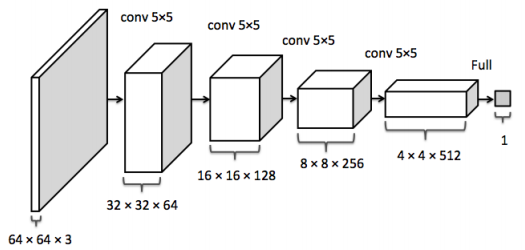 conv 5×5
conv 5×5
conv 5×5
conv 5×5
Full
64 × 64 × 3
32 × 32 × 64
16 × 16 × 128
8 × 8 × 256
4 × 4 × 512
1